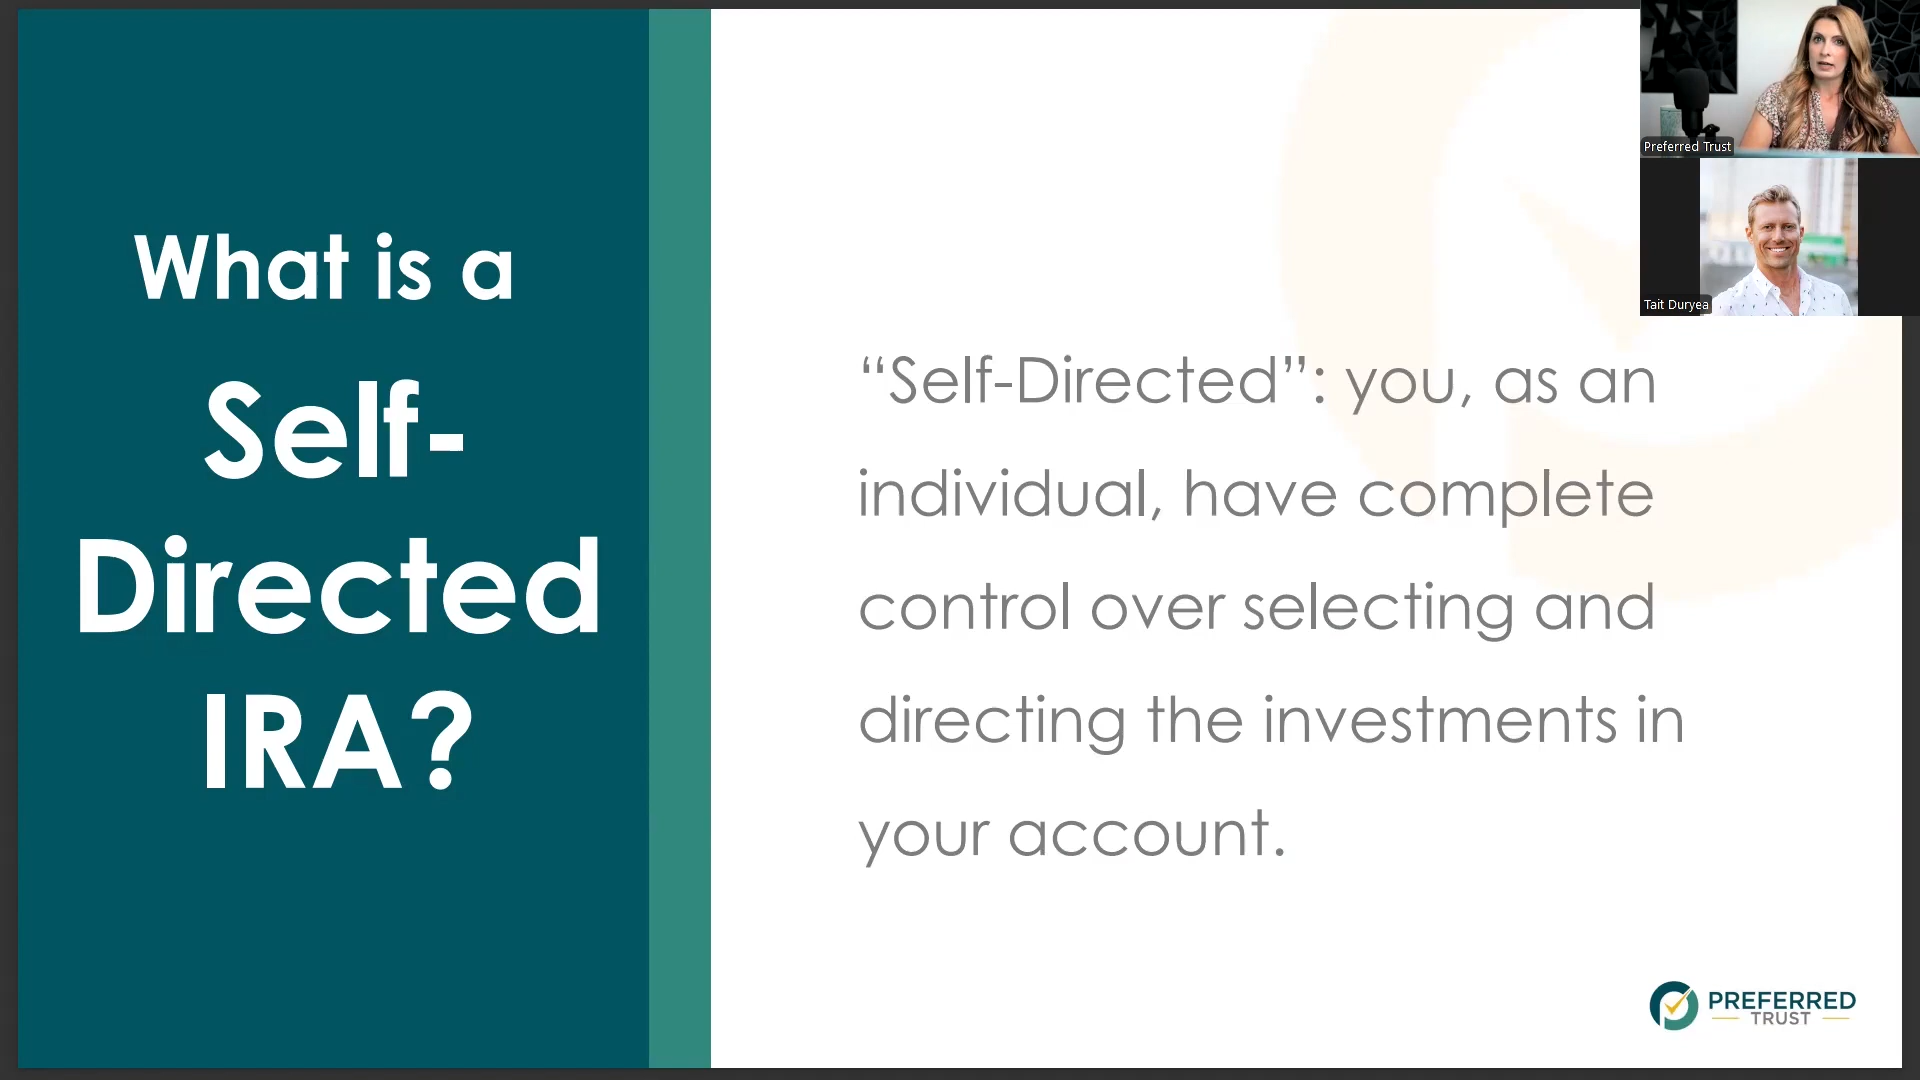 What is a
Self-
Directed
IRA?
“Self-Directed”: you, as an
individual, have complete
control over selecting and
directing the investments in
your account.
Preferred Trust
Tait Duryea
PREFERRED
TRUST